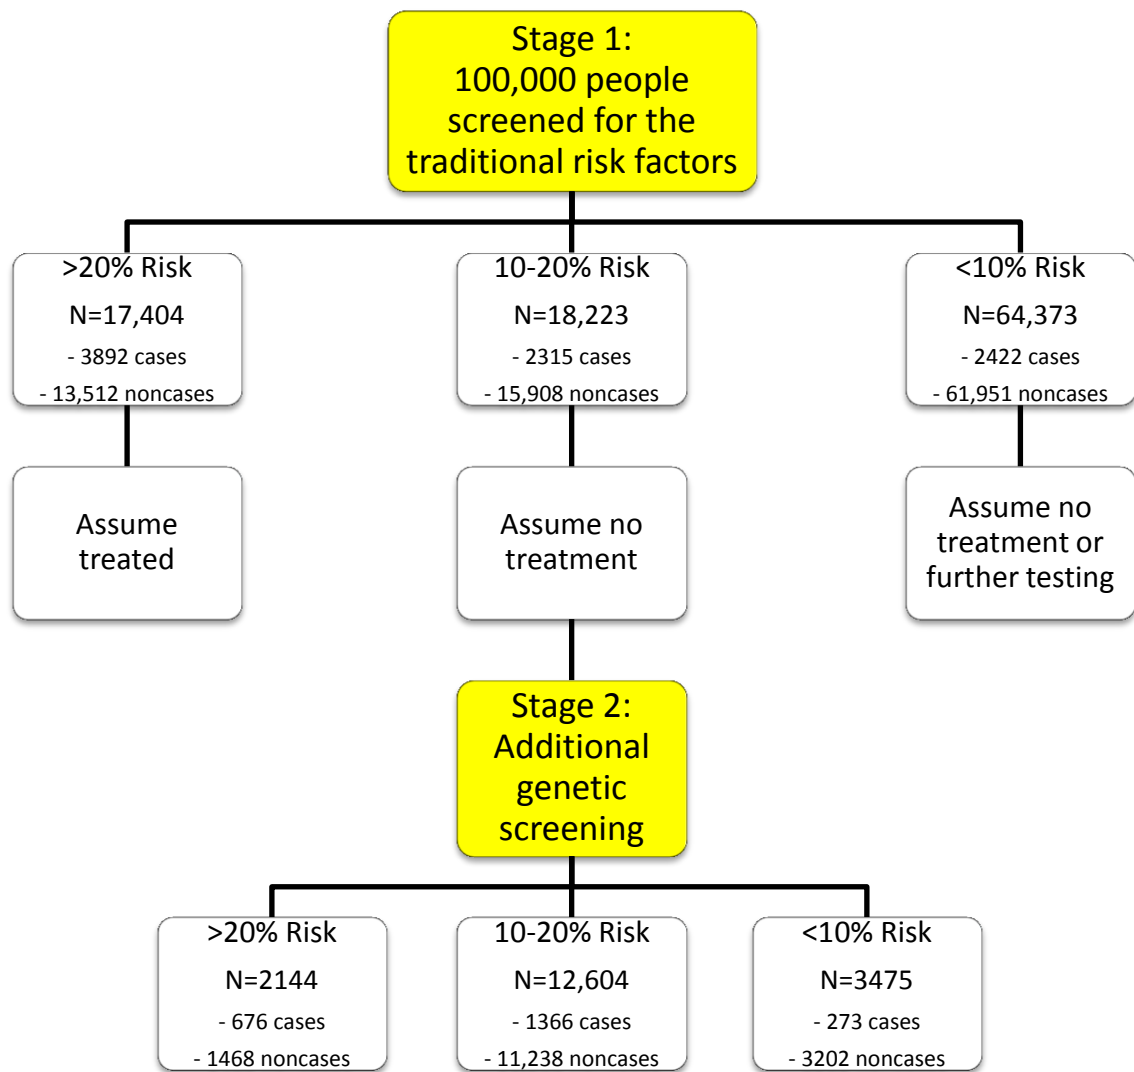 Stage 1:
100,000 people
screened for the
traditional risk factors
>20% Risk
N=17,404
- 3892 cases
- 13,512 noncases
10-20% Risk
N=18,223
- 2315 cases
- 15,908 noncases
<10% Risk
N=64,373
- 2422 cases
- 61,951 noncases
Assume
treated
Assume no
treatment
Assume no
treatment or
further testing
Stage 2:
Additional
genetic
screening
>20% Risk
N=2144
- 676 cases
- 1468 noncases
10-20% Risk
N=12,604
- 1366 cases
- 11,238 noncases
<10% Risk
N=3475
- 273 cases
- 3202 noncases